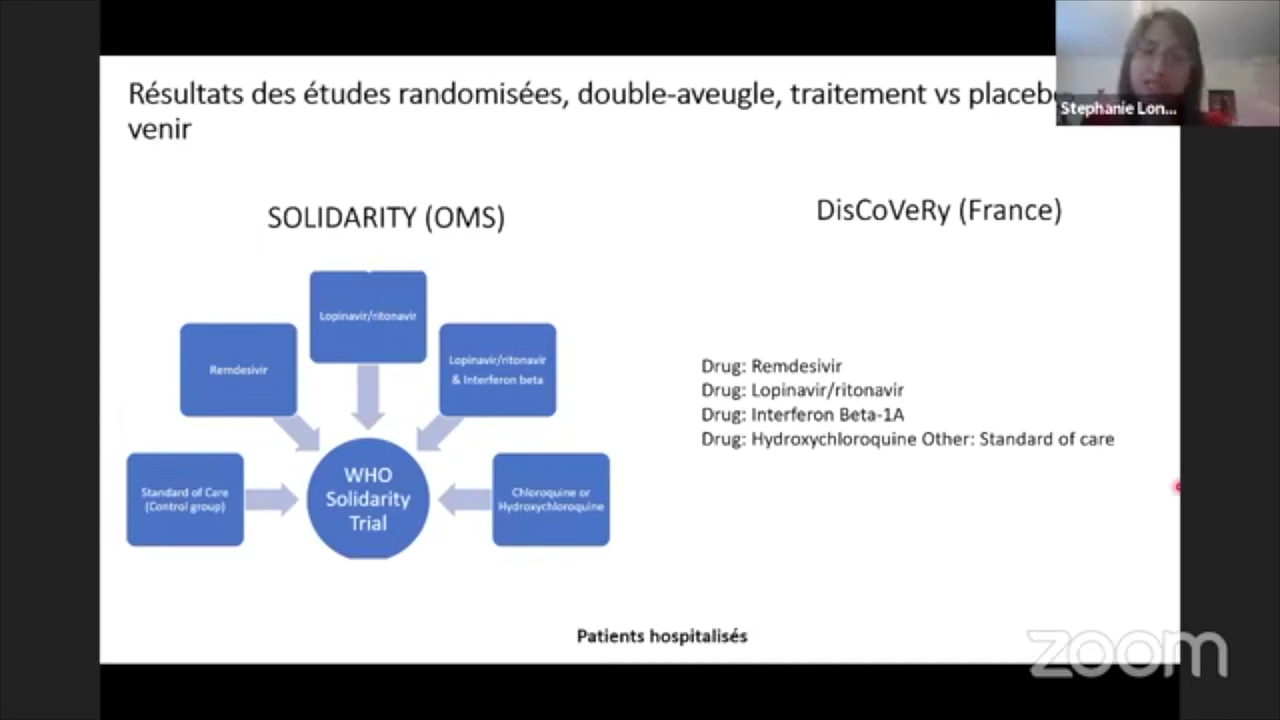 Résultats des études randomisées, double-aveugle, traitement vs placebo
venir
Stephanie Lon...
SOLIDARITY (OMS)
DisCoVeRy (France)
Lopinavir/ritonavir
Remdesivir
Lopinavir/ritonavir
& Interferon beta
Standard of Care
(Control group)
WHO
Solidarity
Trial
Chloroquine or
Hydroxychloroquine
Drug: Remdesivir
Drug: Lopinavir/ritonavir
Drug: Interferon Beta-1A
Drug: Hydroxychloroquine Other: Standard of care
Patients hospitalisés
zoom